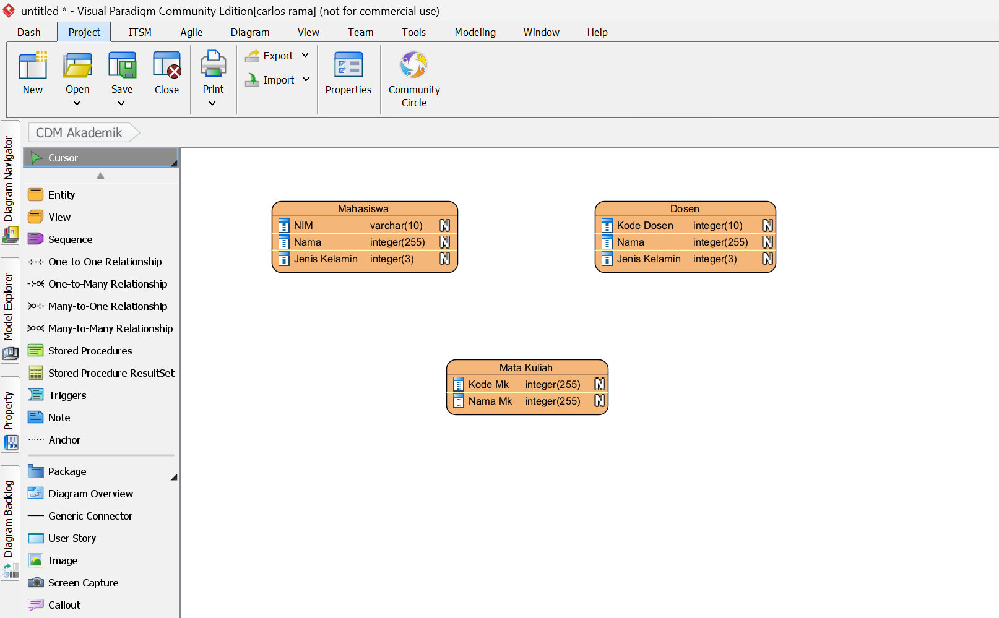 untitled * - Visual Paradigm Community Edition[carlos rama] (not for commercial use)
Dash Project ITSM Agile Diagram View Team Tools Modeling Window Help
New Open Save Close Print Export Import Properties Community Circle
CDM Akademik
Diagram Navigator
Model Explorer
Property
Diagram Backlog
Cursor
Entity
View
Sequence
One-to-One Relationship
One-to-Many Relationship
Many-to-One Relationship
Many-to-Many Relationship
Stored Procedures
Stored Procedure ResultSet
Triggers
Note
Anchor
Package
Diagram Overview
Generic Connector
User Story
Image
Screen Capture
Callout
Mahasiswa
NIM varchar(10) N
Nama integer(255) N
Jenis Kelamin integer(3) N
Dosen
Kode Dosen integer(10) N
Nama integer(255) N
Jenis Kelamin integer(3) N
Mata Kuliah
Kode Mk integer(255) N
Nama Mk integer(255) N